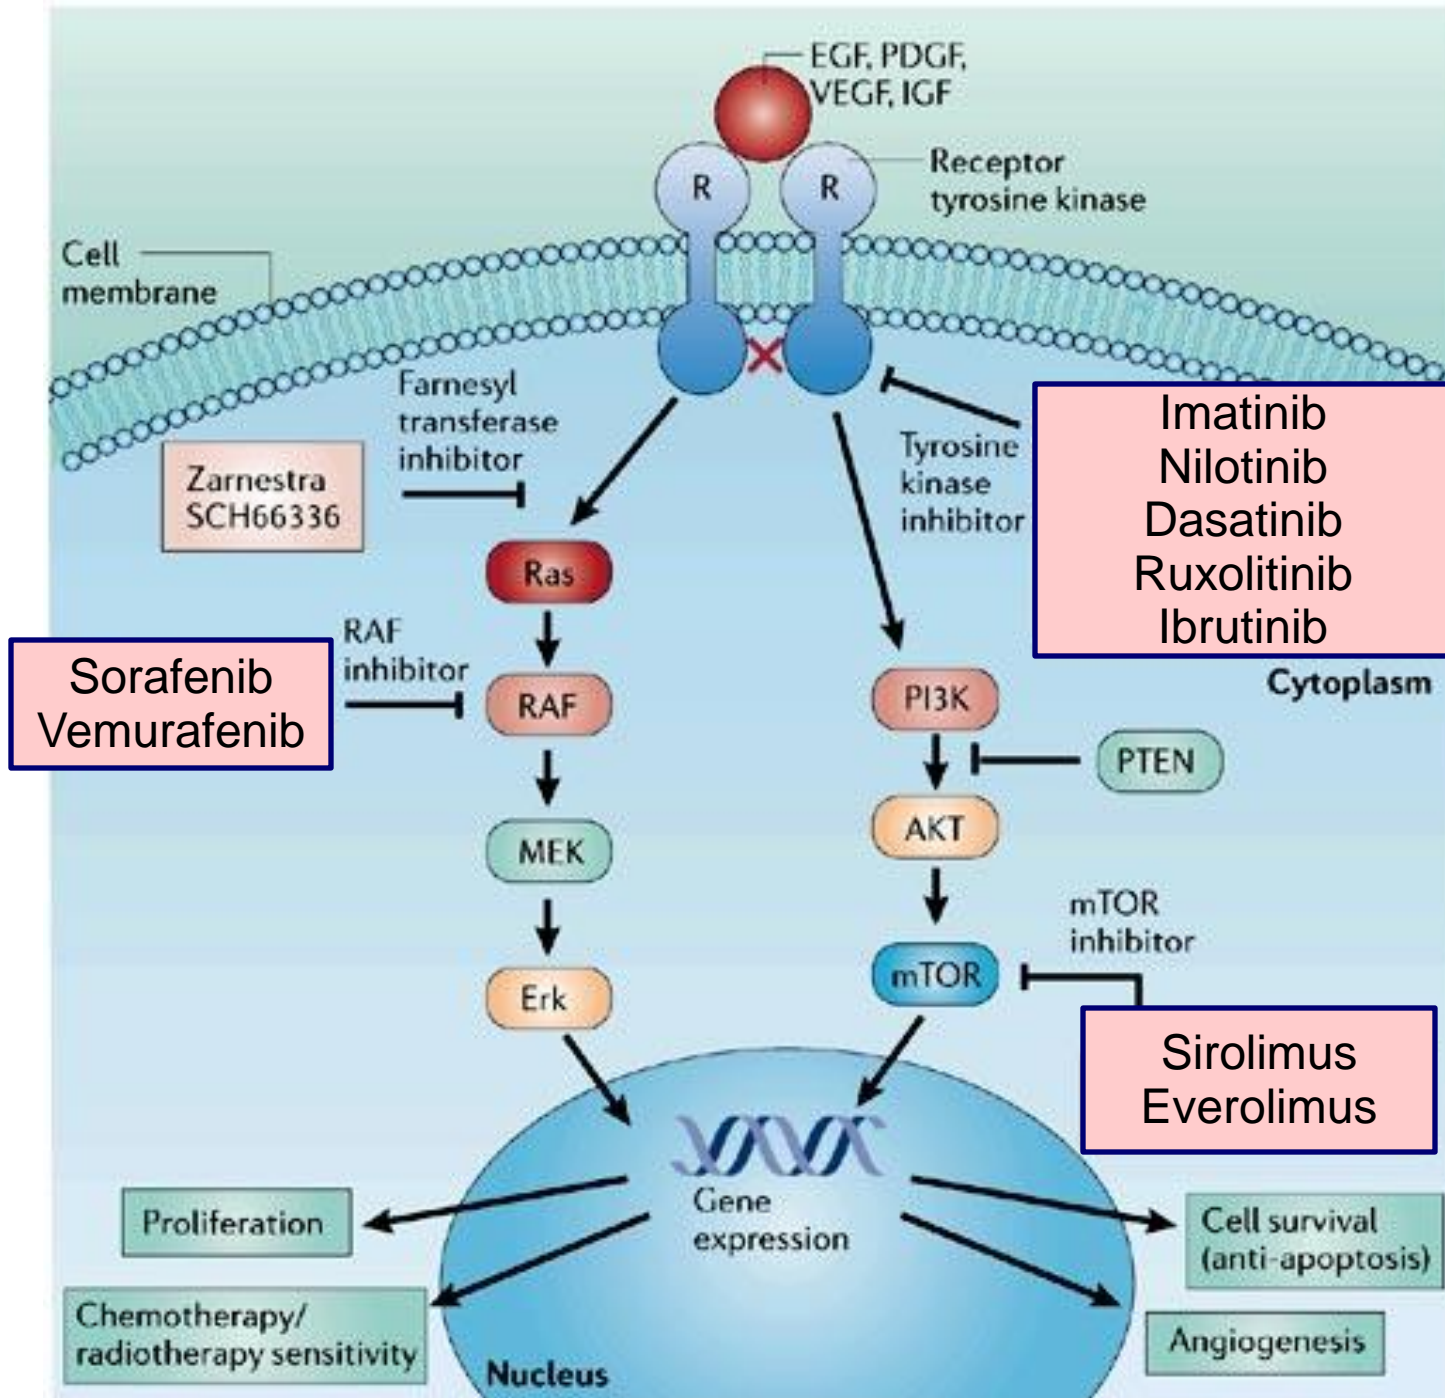 EGF, PDGF,
VEGF, IGF
R
R
Receptor
tyrosine kinase
Cell
membrane
Farnesyl
transferase
inhibitor
Zarnestra
SCH66336
Tyrosine
kinase
inhibitor
Imatinib
Nilotinib
Dasatinib
Ruxolitinib
Ibrutinib
Cytoplasm
Ras
RAF
inhibitor
Sorafenib
Vemurafenib
RAF
PI3K
PTEN
MEK
AKT
mTOR
inhibitor
Erk
mTOR
Sirolimus
Everolimus
Gene
expression
Proliferation
Chemotherapy/
radiotherapy sensitivity
Cell survival
(anti-apoptosis)
Angiogenesis
Nucleus